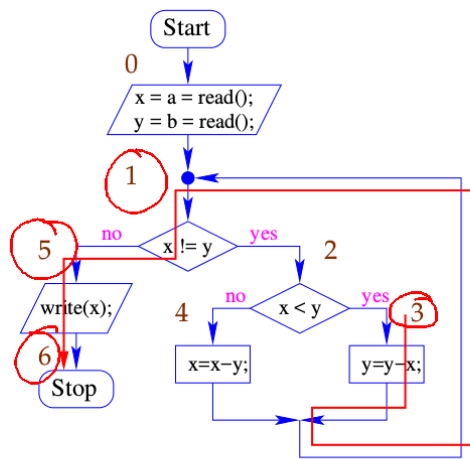 Start
0
x = a = read();
y = b = read();
1
no
x != y
yes
5
2
write(x);
4
no
x < y
yes
3
6
x=x−y;
y=y−x;
Stop